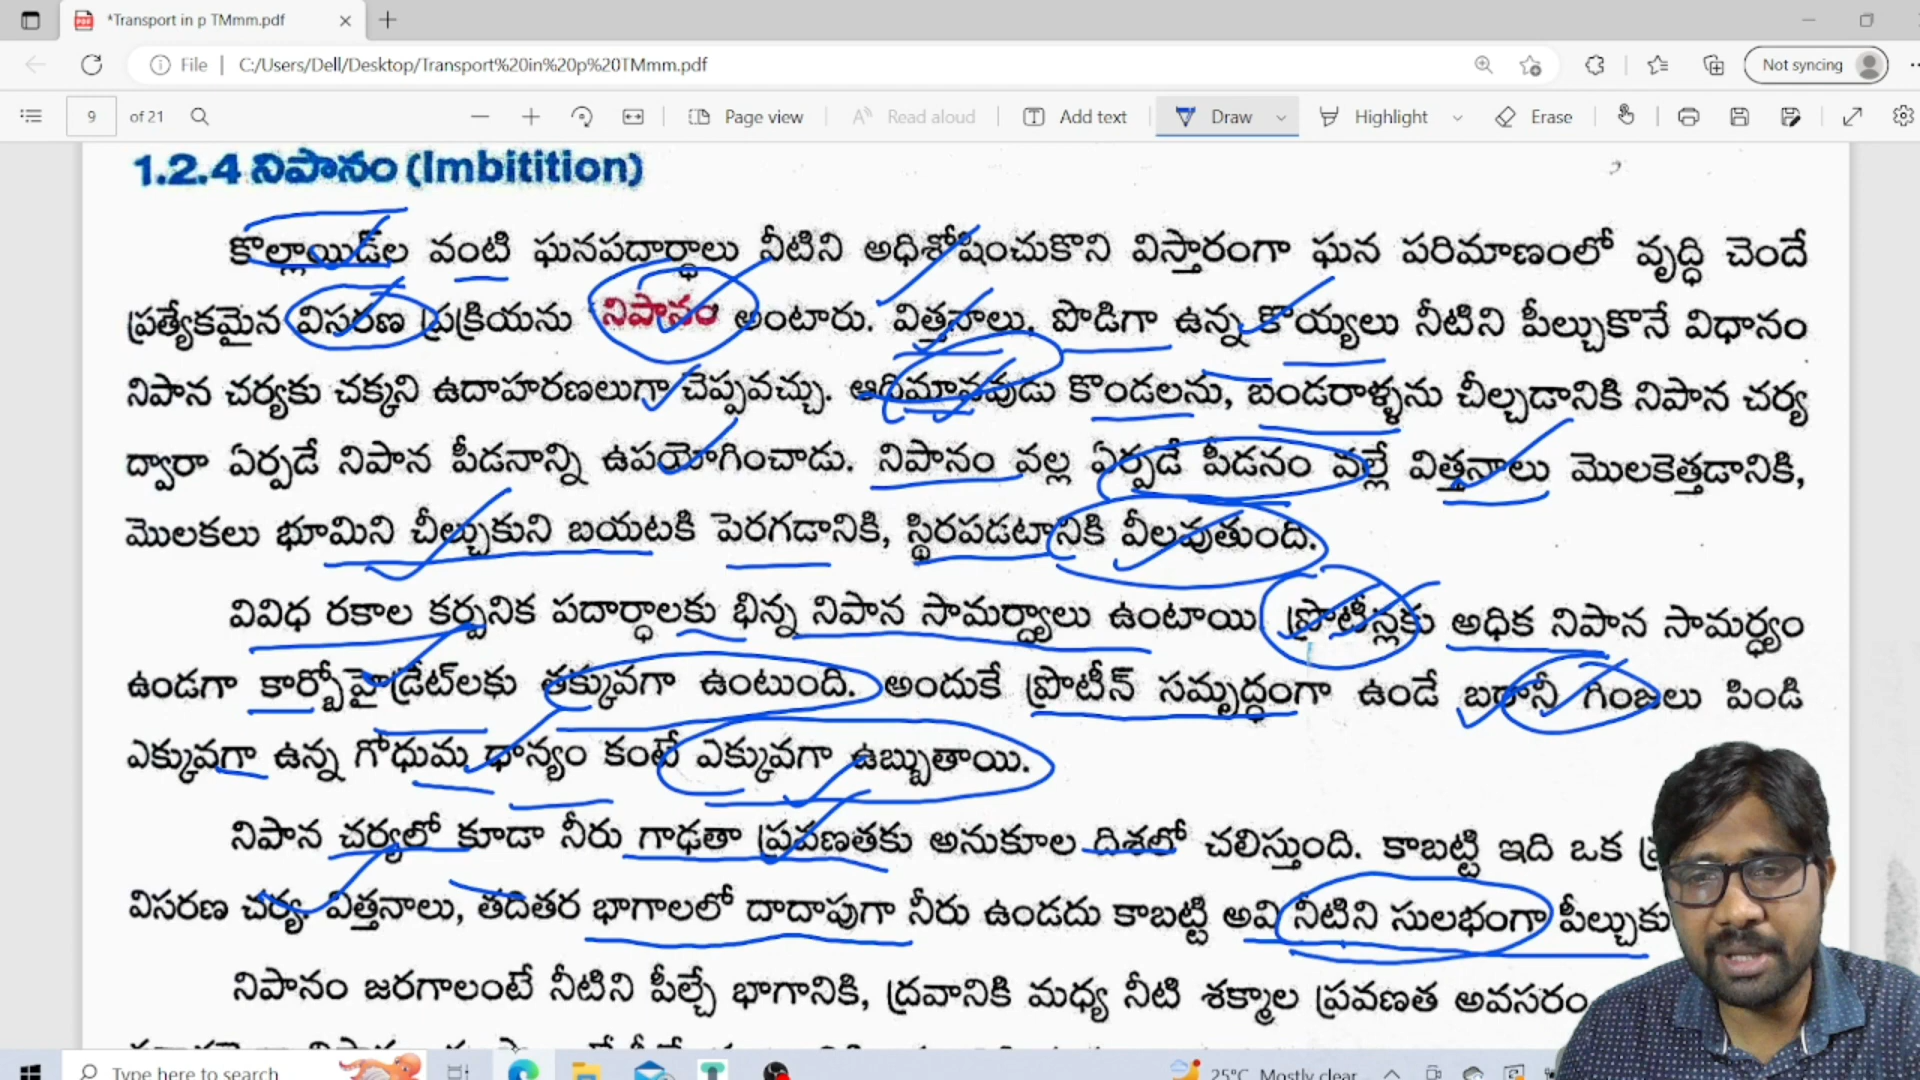 *Transport in p TMmm.pdf
File C:/Users/Dell/Desktop/Transport%20in%20p%20TMmm.pdf Not syncing
9 of 21 Page view Read aloud Add text Draw Highlight Erase
1.2.4 నిపానం (Imbitition)
కొల్లాయిడ్‌ల వంటి ఘనపదార్థాలు నీటిని అధిశోషించుకొని విస్తారంగా ఘన పరిమాణంలో వృద్ధి చెందే
ప్రత్యేకమైన విసరణ ప్రక్రియను నిపానం అంటారు. విత్తనాలు, పొడిగా ఉన్న కొయ్యలు నీటిని పీల్చుకొనే విధానం
నిపాన చర్యకు చక్కని ఉదాహరణలుగా చెప్పవచ్చు. ఆదిమానవుడు కొండలను, బండరాళ్ళను చీల్చడానికి నిపాన చర్య
ద్వారా ఏర్పడే నిపాన పీడనాన్ని ఉపయోగించాడు. నిపానం వల్ల ఏర్పడే పీడనం వల్లే విత్తనాలు మొలకెత్తడానికి,
మొలకలు భూమిని చీల్చుకుని బయటకి పెరగడానికి, స్థిరపడటానికి వీలవుతుంది.
వివిధ రకాల కర్బనిక పదార్థాలకు భిన్న నిపాన సామర్థ్యాలు ఉంటాయి ప్రోటీన్లకు అధిక నిపాన సామర్థ్యం
ఉండగా కార్బోహైడ్రేట్‌లకు తక్కువగా ఉంటుంది. అందుకే ప్రొటీన్ సమృద్ధంగా ఉండే బఠానీ గింజలు పిండి
ఎక్కువగా ఉన్న గోధుమ ధాన్యం కంటే ఎక్కువగా ఉబ్బుతాయి.
నిపాన చర్యలో కూడా నీరు గాఢతా ప్రవణతకు అనుకూల దిశలో చలిస్తుంది. కాబట్టి ఇది ఒక
విసరణ చర్య. విత్తనాలు, తదితర భాగాలలో దాదాపుగా నీరు ఉండదు కాబట్టి అవి నీటిని సులభంగా పీల్చుకు
నిపానం జరగాలంటే నీటిని పీల్చే భాగానికి, ద్రవానికి మధ్య నీటి శక్మాల ప్రవణత అవసరం
Type here to search 25°C Mostly clear